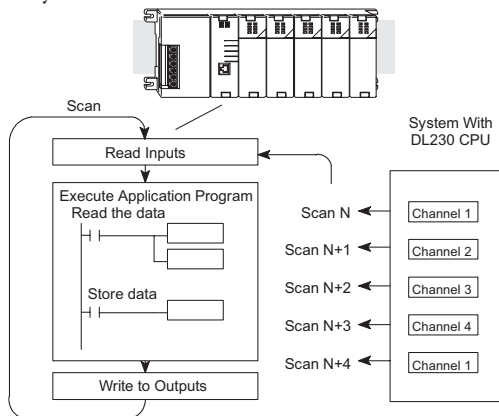 Scan
System With
DL230 CPU
Read Inputs
Execute Application Program
Read the data
Store data
Write to Outputs
Scan N
Channel 1
Scan N+1
Channel 2
Scan N+2
Channel 3
Scan N+3
Channel 4
Scan N+4
Channel 1